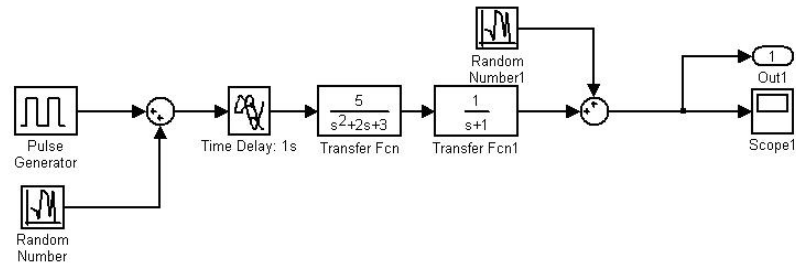 Random
Number1
1
Out1
Pulse
Generator
Time Delay: 1s
5
s²+2s+3
Transfer Fcn
1
s+1
Transfer Fcn1
Scope1
Random
Number